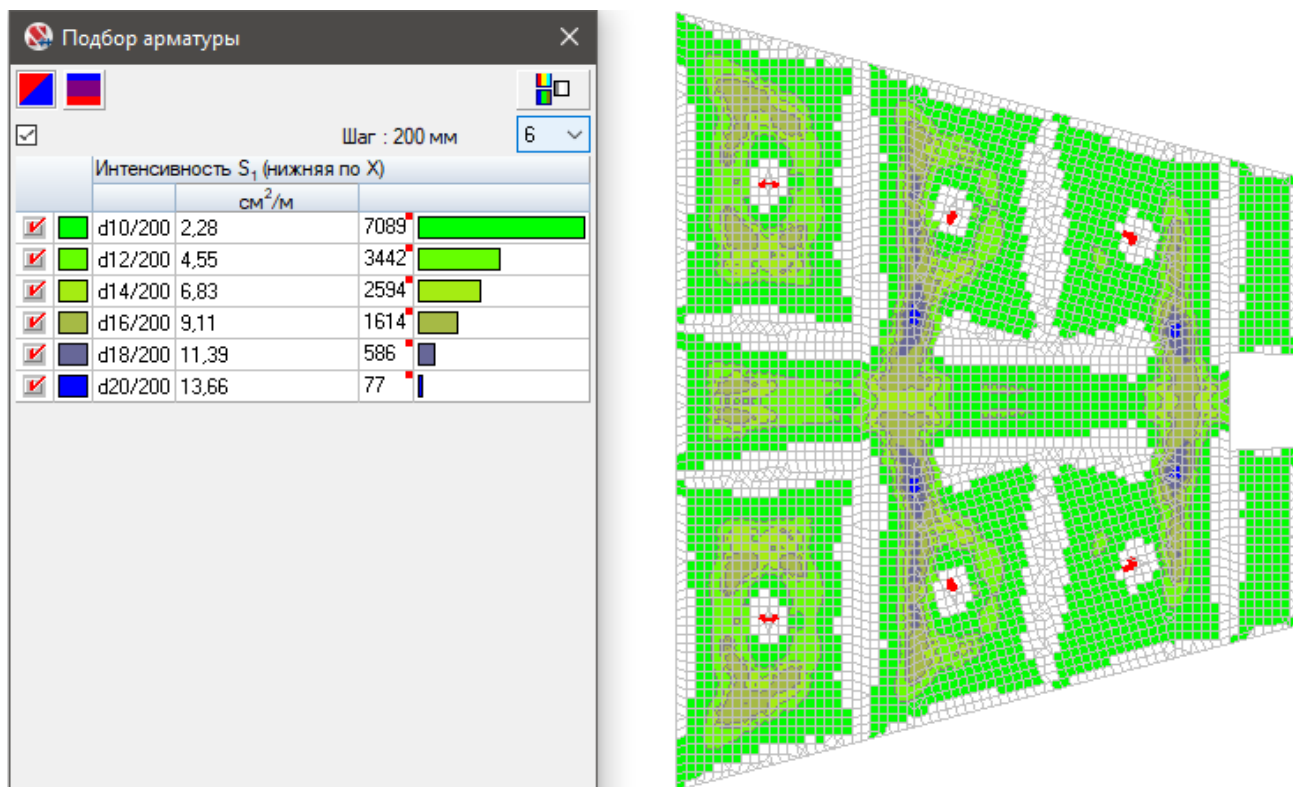 Подбор арматуры
Шаг : 200 мм 6
Интенсивность S₁ (нижняя по X)
см²/м
d10/200 2,28 7089
d12/200 4,55 3442
d14/200 6,83 2594
d16/200 9,11 1614
d18/200 11,39 586
d20/200 13,66 77